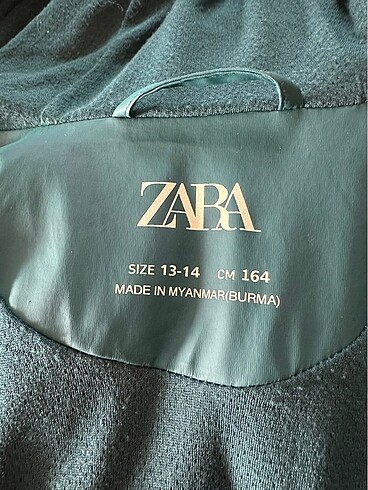 ZARA
SIZE 13-14 CM 164
MADE IN MYANMAR(BURMA)